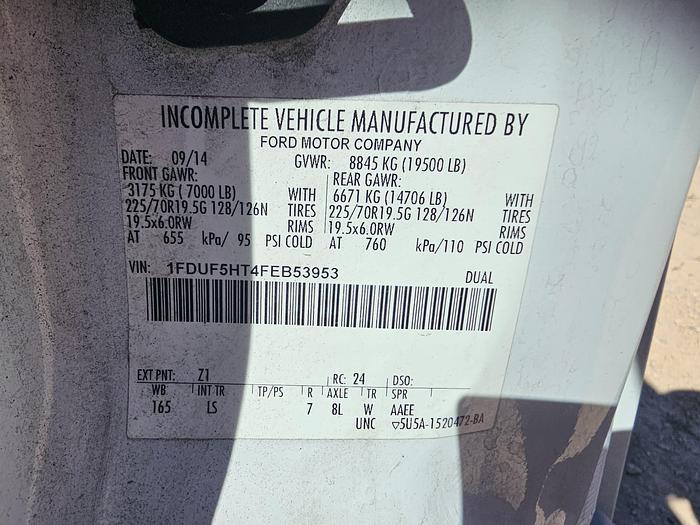 INCOMPLETE VEHICLE MANUFACTURED BY
FORD MOTOR COMPANY
DATE: 09/14 GVWR: 8845 KG (19500 LB)
FRONT GAWR: REAR GAWR:
3175 KG ( 7000 LB) WITH 6671 KG (14706 LB) WITH
225/70R19.5G 128/126N TIRES 225/70R19.5G 128/126N TIRES
19.5x6.0RW RIMS 19.5x6.0RW RIMS
AT 655 kPa/ 95 PSI COLD AT 760 kPa/110 PSI COLD
VIN: 1FDUF5HT4FEB53953 DUAL
EXT PNT: Z1 RC: 24 DSO:
WB INT TR TP/PS R AXLE TR SPR
165 LS 7 8L W AAEE
UNC ▽5U5A-1520472-BA